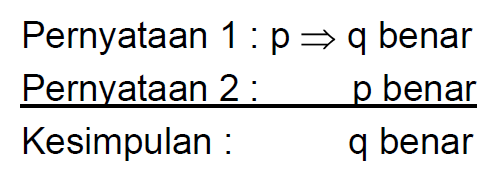 Pernyataan 1 : p ⇒ q benar
Pernyataan 2 : p benar
Kesimpulan : q benar